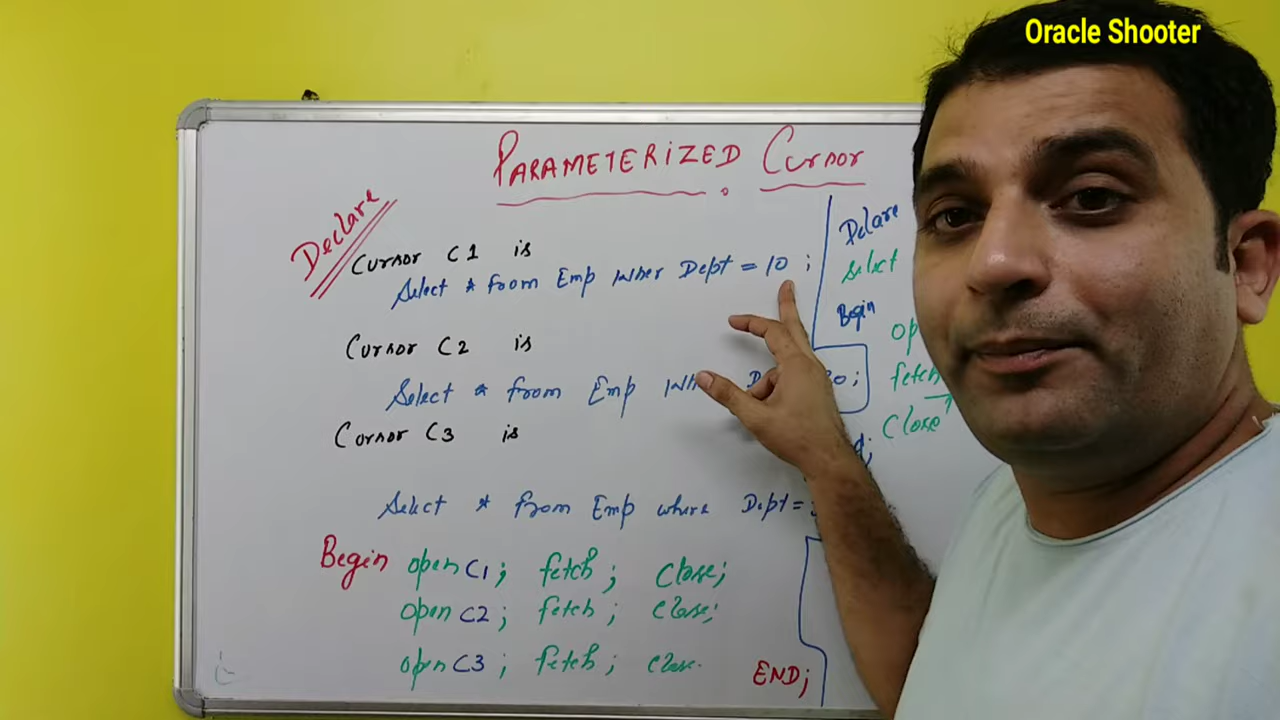 Oracle Shooter
PARAMETERIZED CURSOR
Declare
Cursor C1 is
Select * from Emp Wher Dept = 10 ;
Cursor C2 is
Select * from Emp
Cursor C3 is
Select * from Emp where Dept =
Begin open C1; fetch ; Close;
open C2; fetch ; Close;
open C3 ; fetch ; Close.
END;
Declare
Select
Begin
fetch
Close